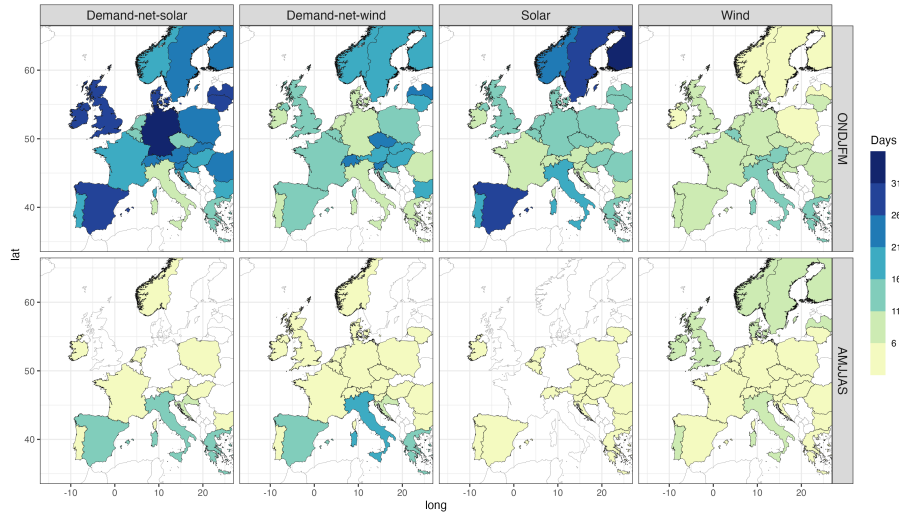 Demand-net-solar Demand-net-wind Solar Wind
60
50
40
ONDJFM
60
50
40
AMJJAS
-10 0 10 20 -10 0 10 20 -10 0 10 20 -10 0 10 20
long
lat
Days
31
26
21
16
11
6